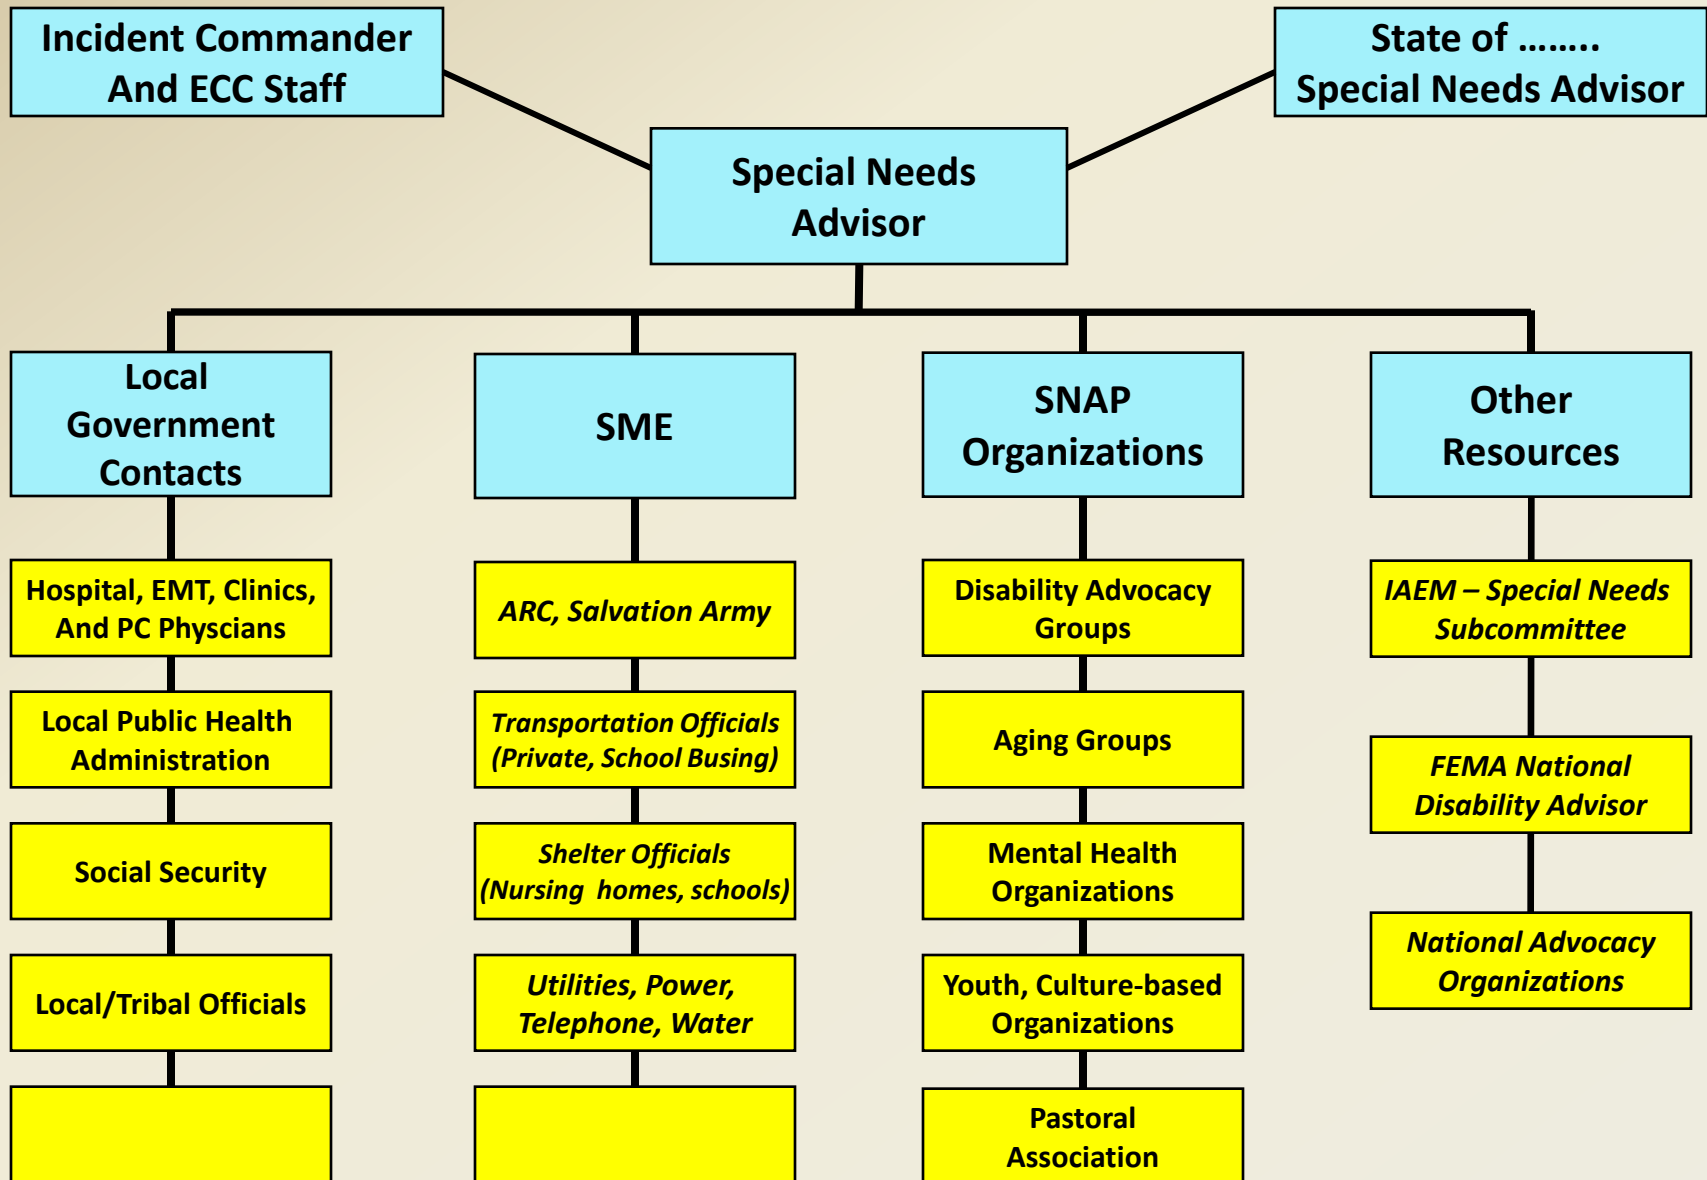 Incident Commander
And ECC Staff
State of ……..
Special Needs Advisor
Special Needs
Advisor
Local
Government
Contacts
SME
SNAP
Organizations
Other
Resources
Hospital, EMT, Clinics,
And PC Physcians
Local Public Health
Administration
Social Security
Local/Tribal Officials
ARC, Salvation Army
Transportation Officials
(Private, School Busing)
Shelter Officials
(Nursing homes, schools)
Utilities, Power,
Telephone, Water
Disability Advocacy
Groups
Aging Groups
Mental Health
Organizations
Youth, Culture-based
Organizations
Pastoral
Association
IAEM – Special Needs
Subcommittee
FEMA National
Disability Advisor
National Advocacy
Organizations